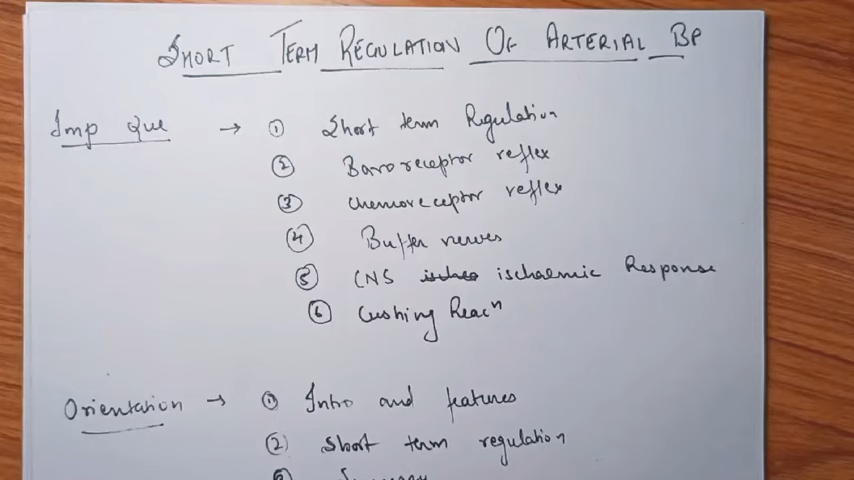 SHORT TERM REGULATION OF ARTERIAL BP
Imp Que → ① Short term Regulation
② Baroreceptor reflex
③ chemoreceptor reflex
④ Buffer nerves
⑤ CNS ischaemic Response
⑥ Cushing Reacⁿ
Orientation → ① Intro and features
② Short term regulation